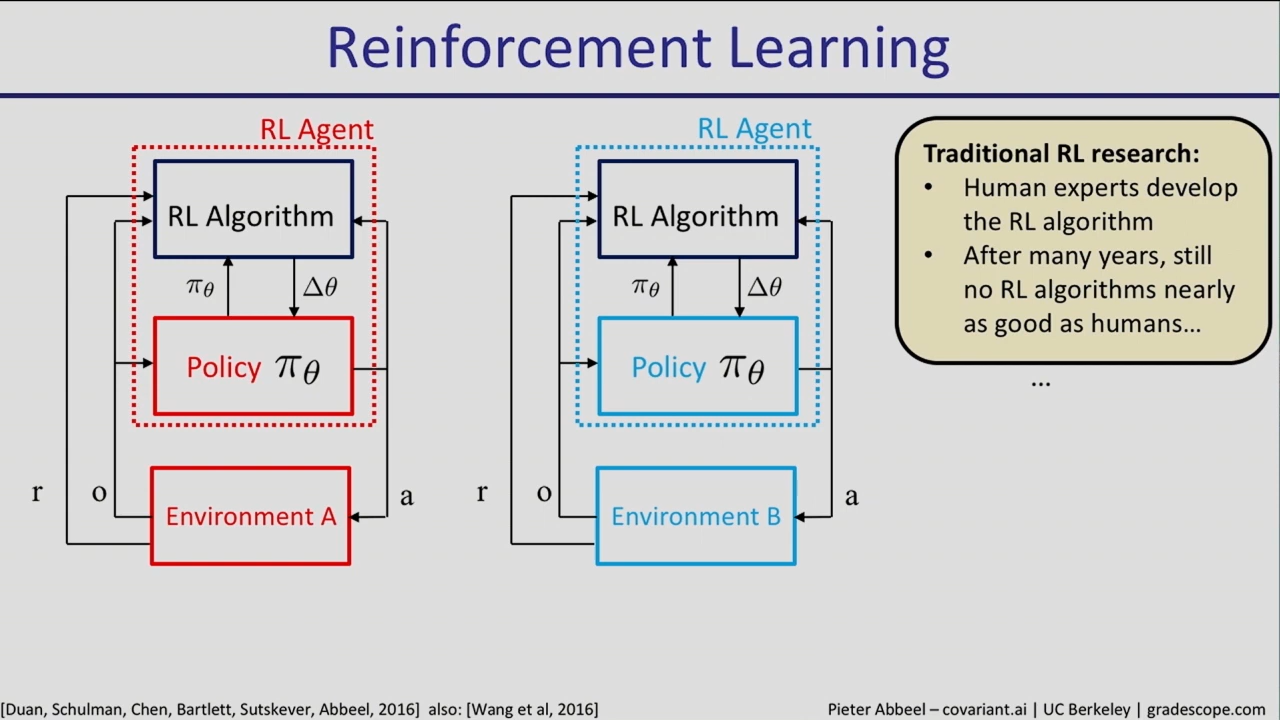 Reinforcement Learning
RL Agent
RL Algorithm
πθ
Δθ
Policy πθ
r
o
a
Environment A
RL Agent
RL Algorithm
πθ
Δθ
Policy πθ
r
o
a
Environment B
Traditional RL research:
• Human experts develop
the RL algorithm
• After many years, still
no RL algorithms nearly
as good as humans...
...
[Duan, Schulman, Chen, Bartlett, Sutskever, Abbeel, 2016] also: [Wang et al, 2016]
Pieter Abbeel – covariant.ai | UC Berkeley | gradescope.com